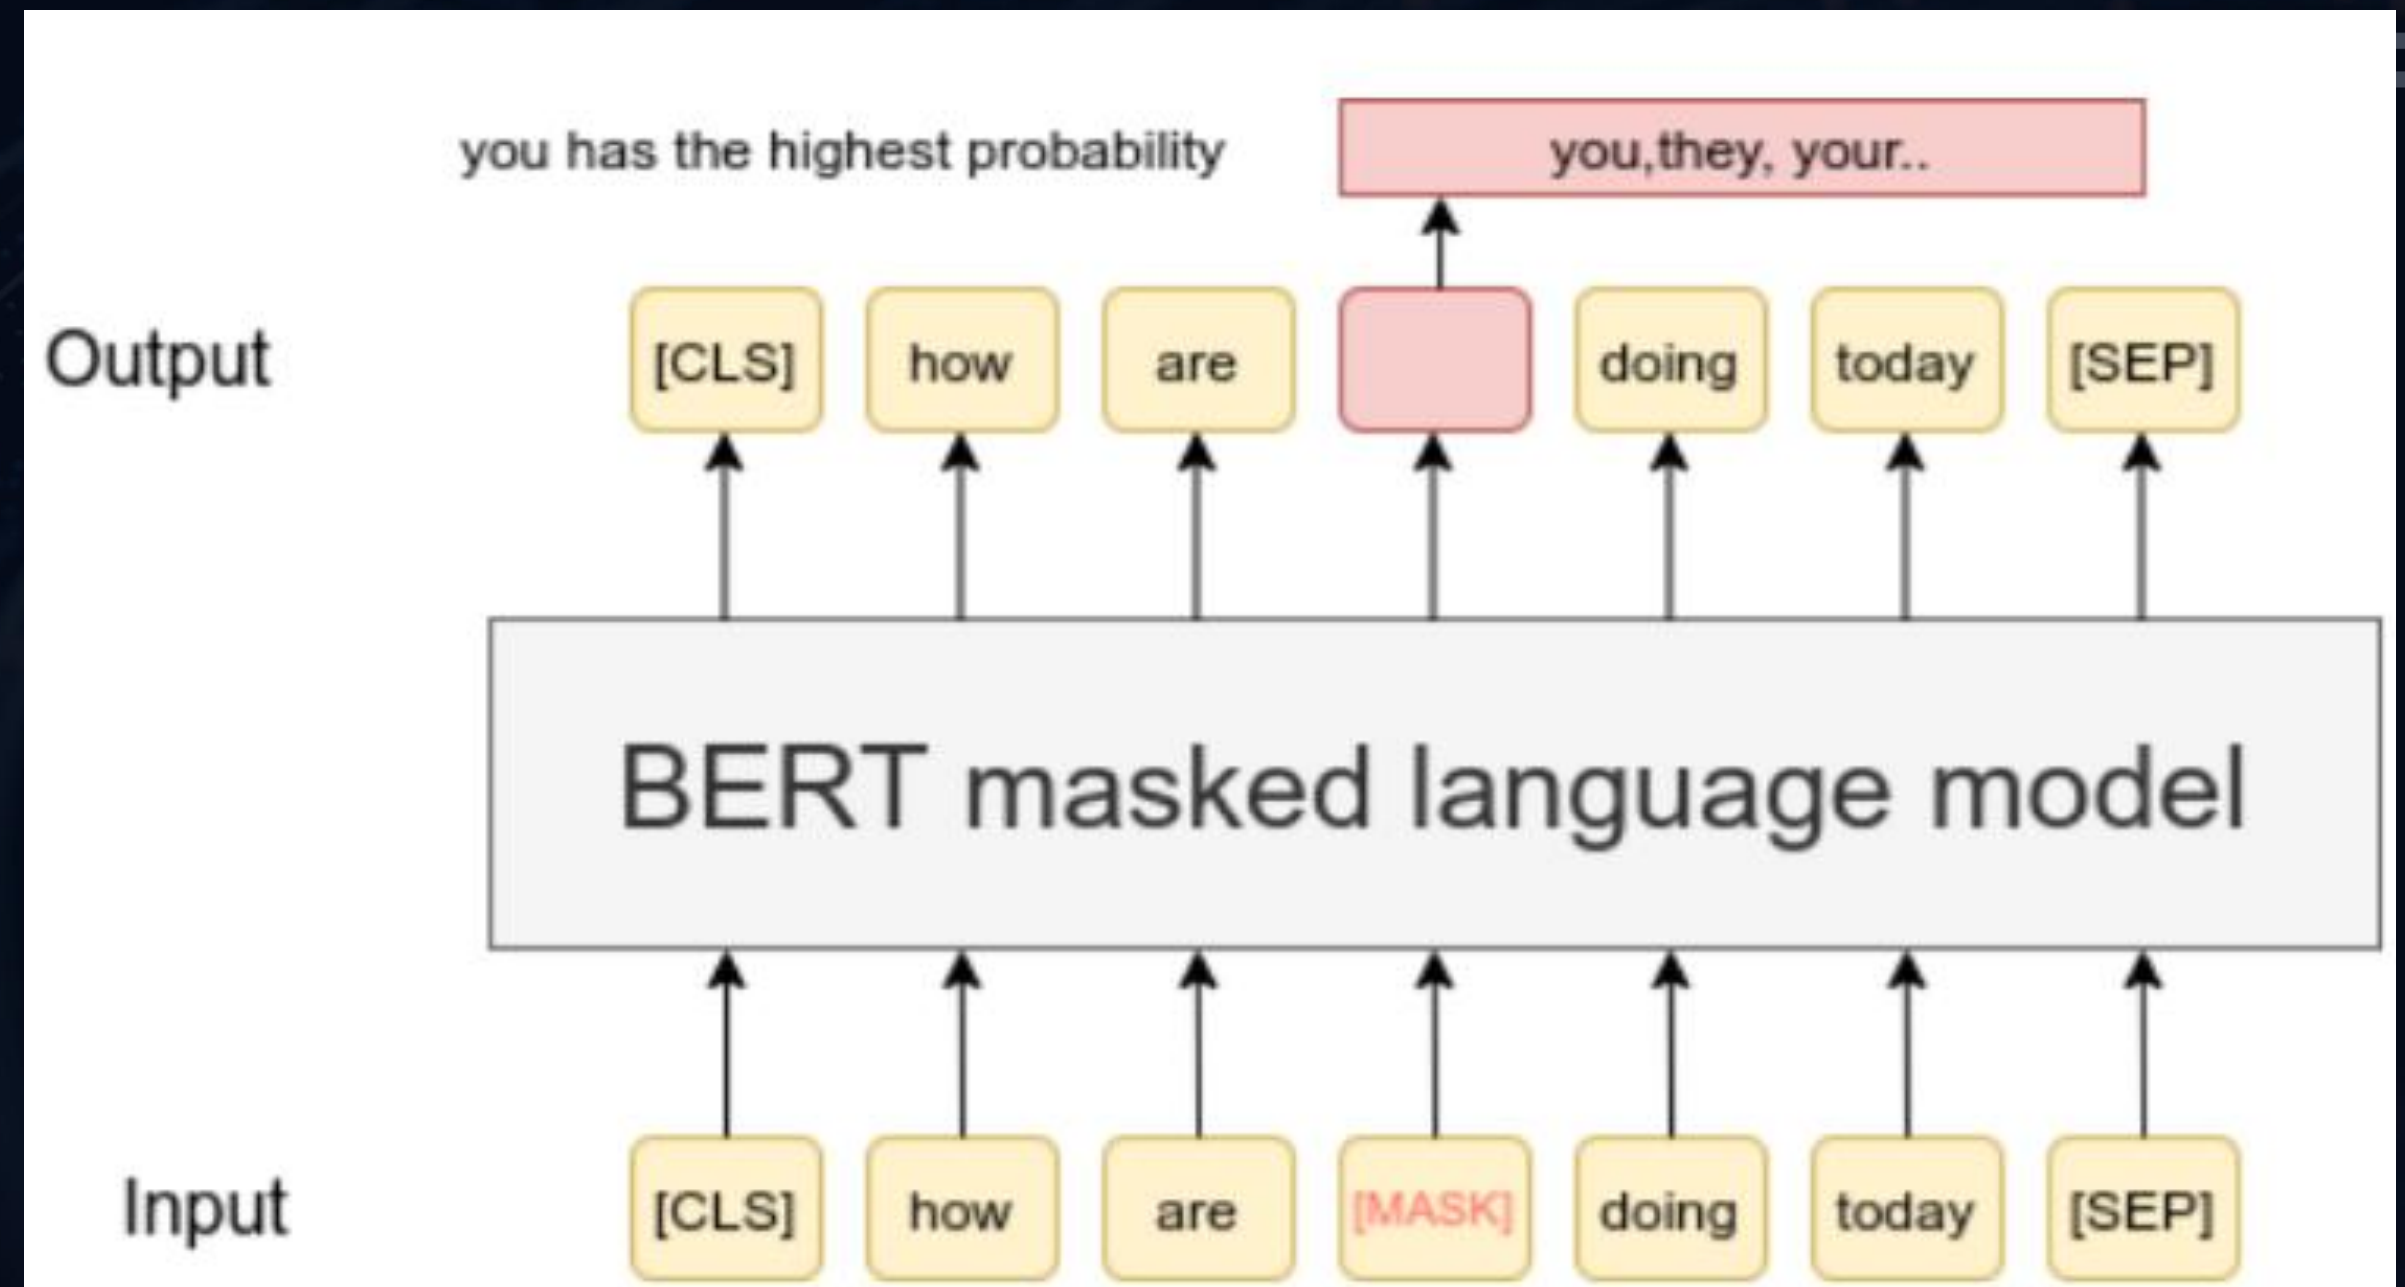 you has the highest probability
you,they, your..
Output
[CLS] how are doing today [SEP]
BERT masked language model
Input
[CLS] how are [MASK] doing today [SEP]